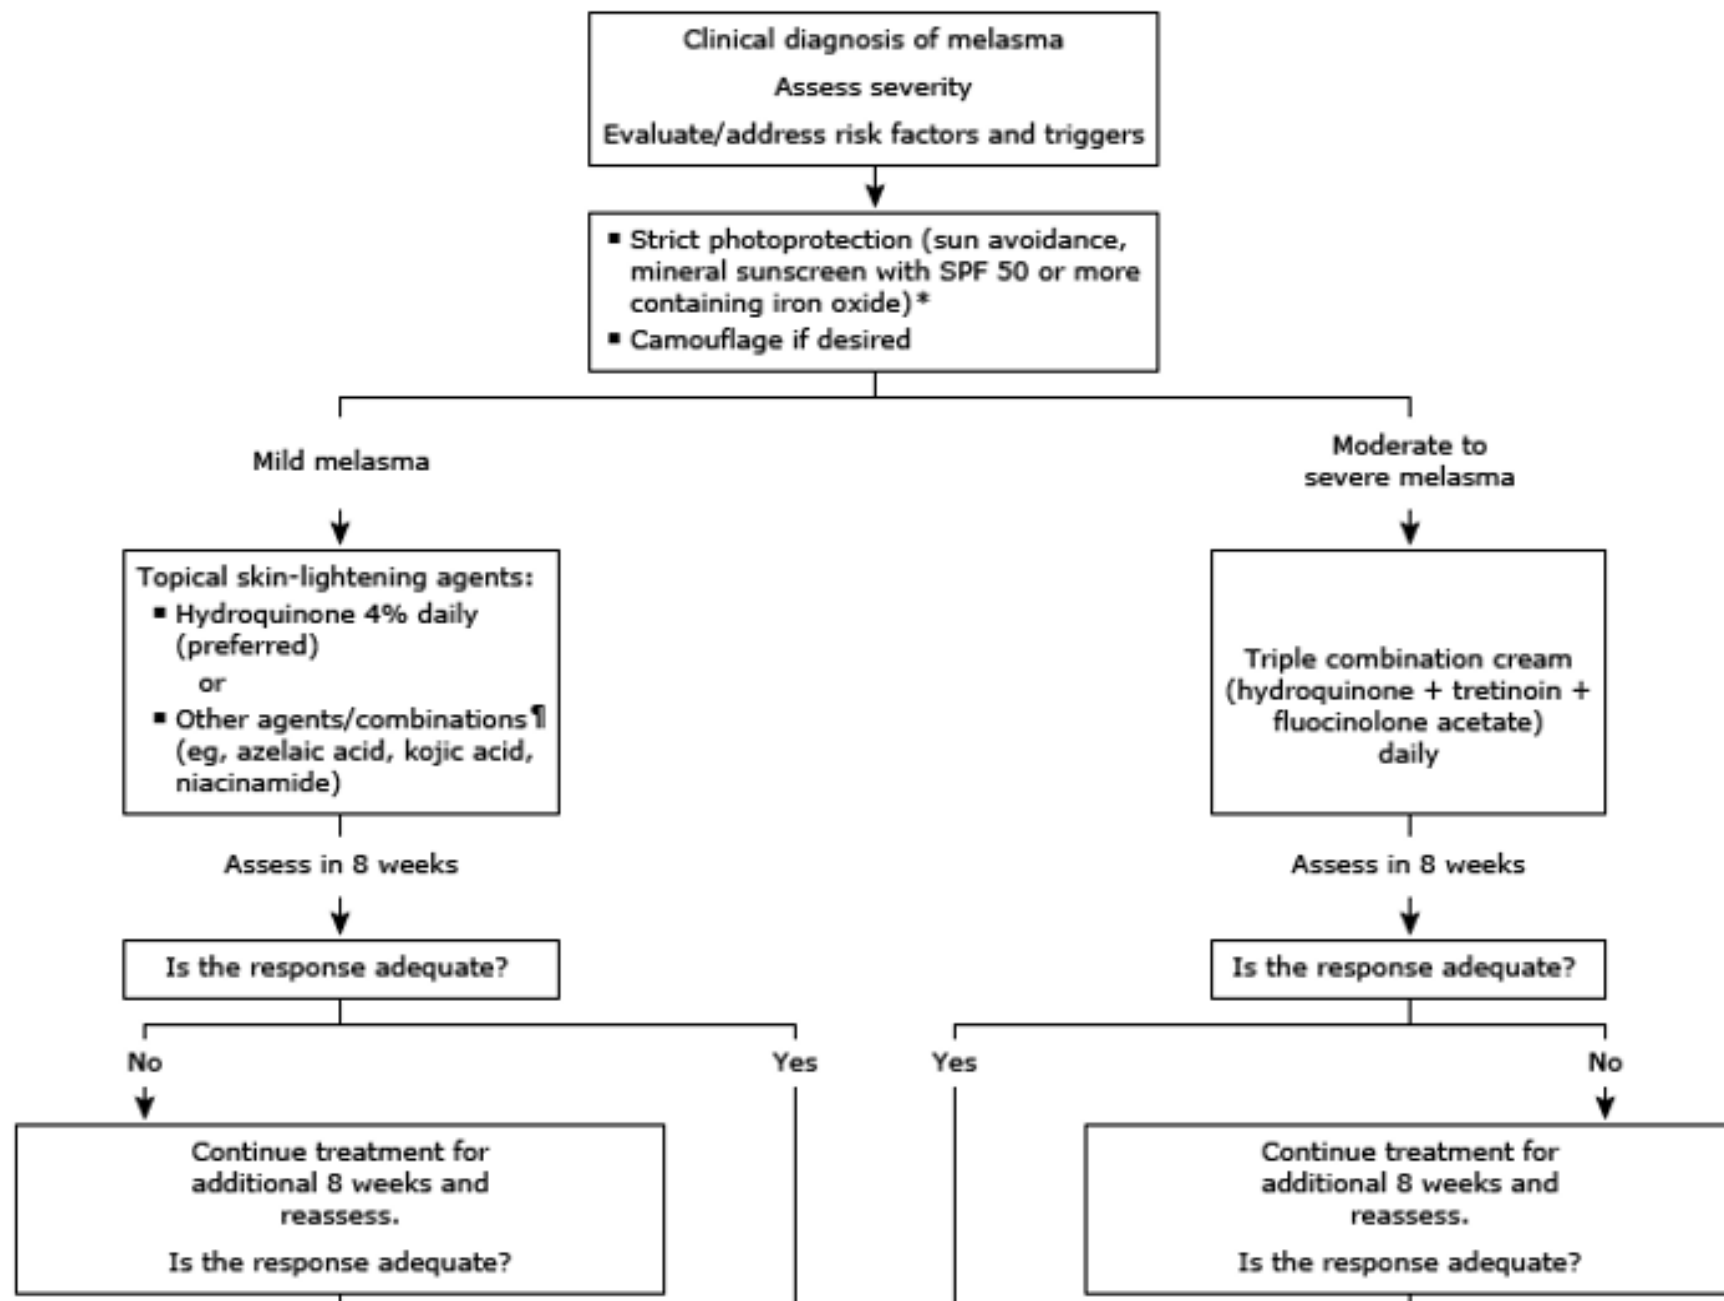 Clinical diagnosis of melasma
Assess severity
Evaluate/address risk factors and triggers
▪ Strict photoprotection (sun avoidance,
mineral sunscreen with SPF 50 or more
containing iron oxide)*
▪ Camouflage if desired
Mild melasma
Topical skin-lightening agents:
▪ Hydroquinone 4% daily
(preferred)
or
▪ Other agents/combinations¶
(eg, azelaic acid, kojic acid,
niacinamide)
Assess in 8 weeks
Is the response adequate?
No
Yes
Continue treatment for
additional 8 weeks and
reassess.
Is the response adequate?
Moderate to
severe melasma
Triple combination cream
(hydroquinone + tretinoin +
fluocinolone acetate)
daily
Assess in 8 weeks
Is the response adequate?
Yes
No
Continue treatment for
additional 8 weeks and
reassess.
Is the response adequate?